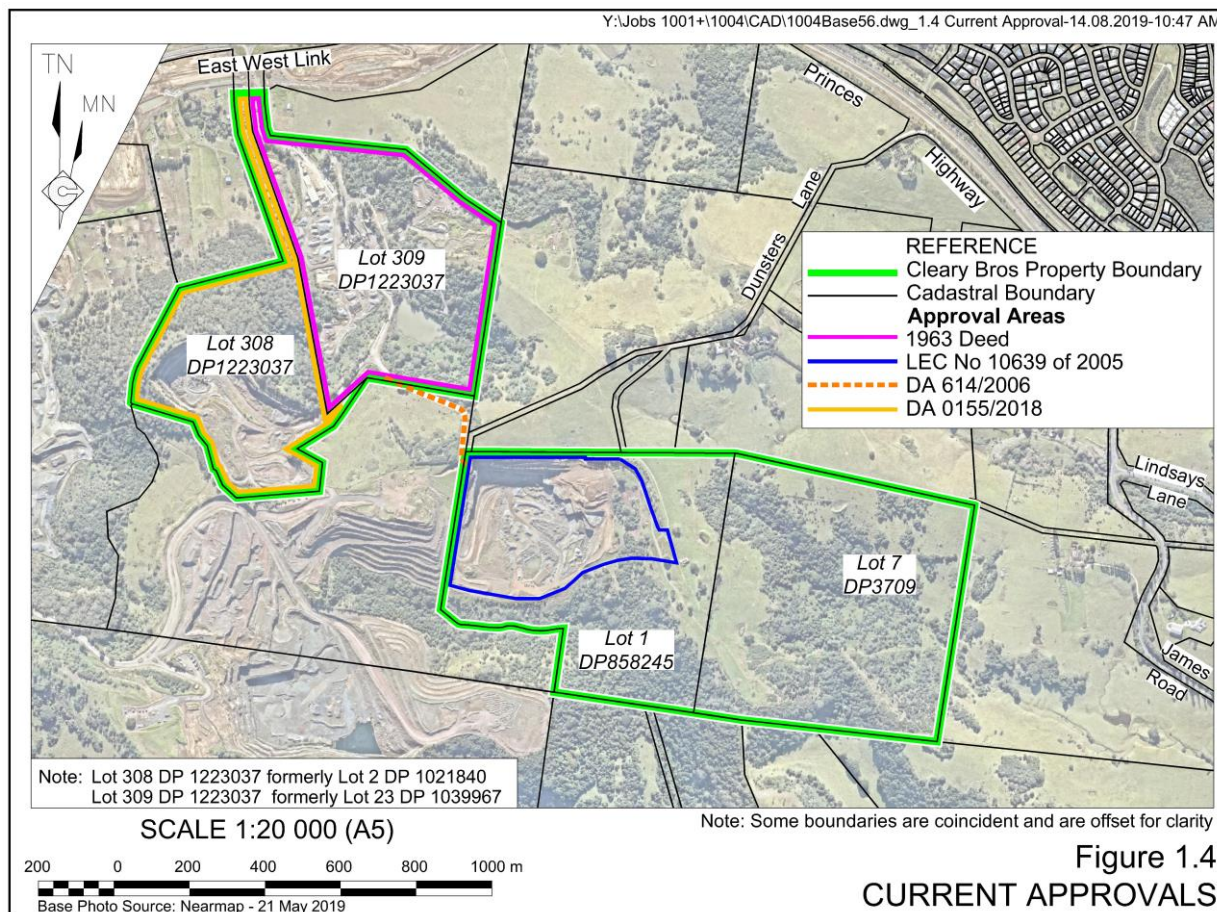 Y:\Jobs 1001+\1004\CAD\1004Base56.dwg_1.4 Current Approval-14.08.2019-10:47 AM
TN
MN
East West Link
Princes
Highway
Dunsters
Lane
Lot 309
DP1223037
Lot 308
DP1223037
REFERENCE
Cleary Bros Property Boundary
Cadastral Boundary
Approval Areas
1963 Deed
LEC No 10639 of 2005
DA 614/2006
DA 0155/2018
Lindsays
Lane
Lot 7
DP3709
Lot 1
DP858245
James
Road
Note: Lot 308 DP 1223037 formerly Lot 2 DP 1021840
Lot 309 DP 1223037 formerly Lot 23 DP 1039967
SCALE 1:20 000 (A5)
Note: Some boundaries are coincident and are offset for clarity
200 0 200 400 600 800 1000 m
Base Photo Source: Nearmap - 21 May 2019
Figure 1.4
CURRENT APPROVALS